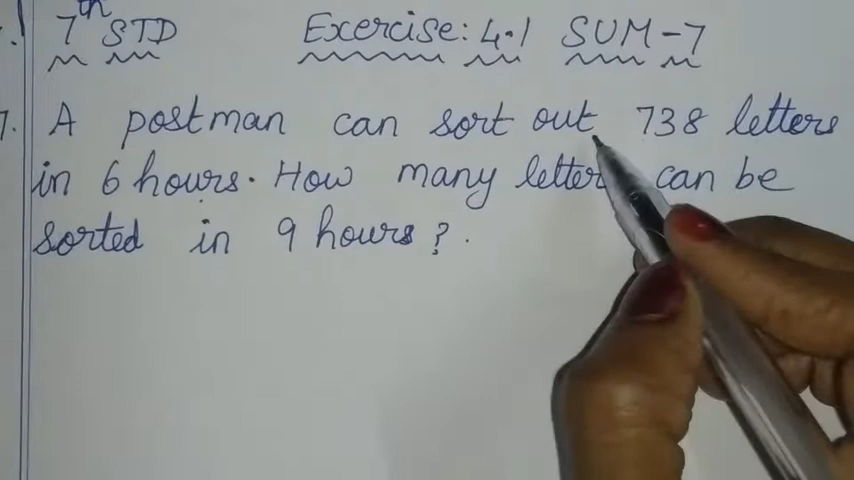 7th STD Exercise: 4.1 SUM-7
7. A postman can sort out 738 letters
in 6 hours. How many letter can be
sorted in 9 hours?.